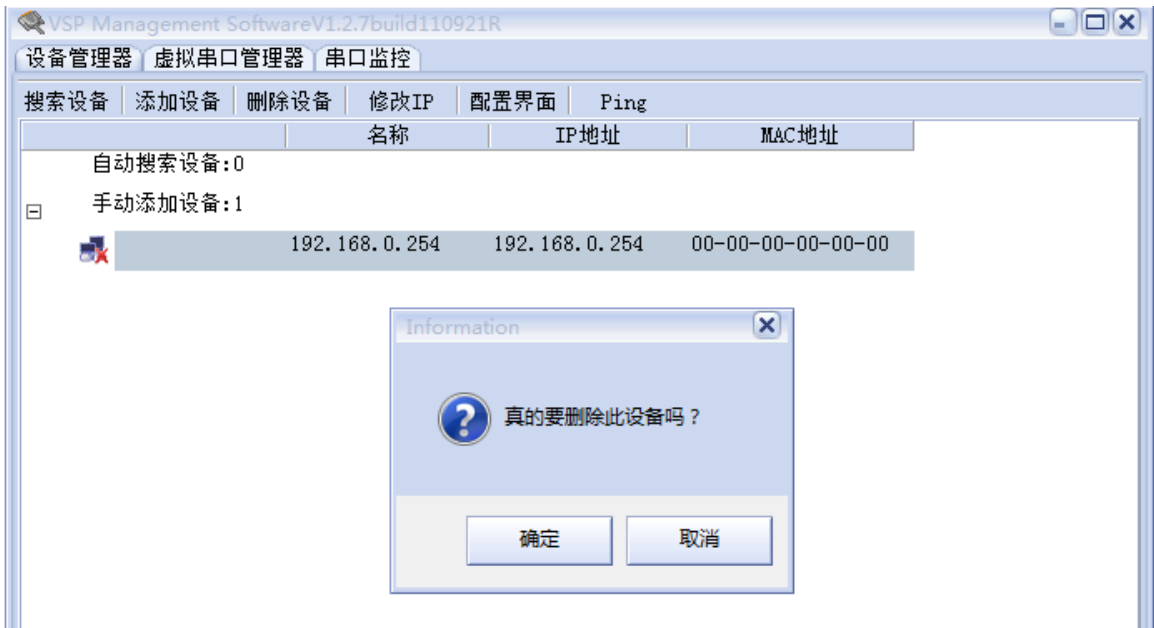 VSP Management SoftwareV1.2.7build110921R
设备管理器 虚拟串口管理器 串口监控
搜索设备 添加设备 删除设备 修改IP 配置界面 Ping
名称 IP地址 MAC地址
自动搜索设备:0
手动添加设备:1
192.168.0.254 192.168.0.254 00-00-00-00-00-00
Information
真的要删除此设备吗？
确定 取消